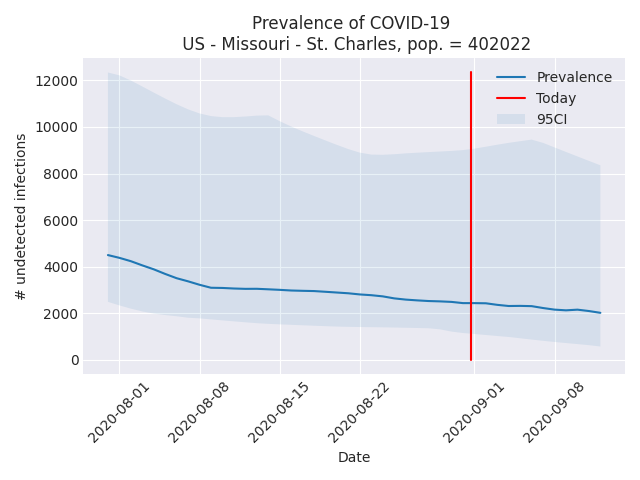 Prevalence of COVID-19
US - Missouri - St. Charles, pop. = 402022
12000
10000
8000
6000
4000
2000
0
# undetected infections
Prevalence
Today
95CI
2020-08-01
2020-08-08
2020-08-15
2020-08-22
2020-09-01
2020-09-08
Date